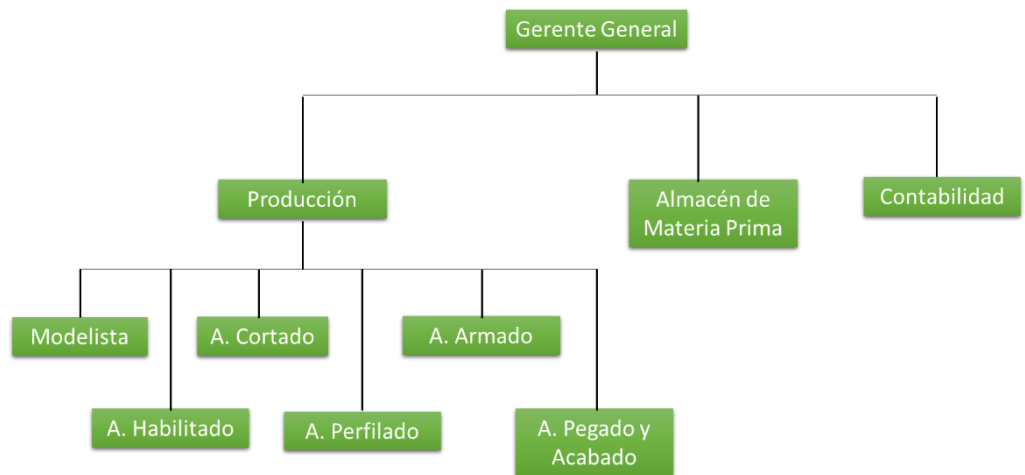 Gerente General
Producción
Almacén de
Materia Prima
Contabilidad
Modelista
A. Cortado
A. Armado
A. Habilitado
A. Perfilado
A. Pegado y
Acabado